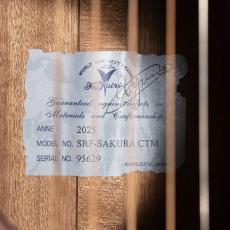 WORLD
K.Yairi
Guaranteed against defects in
Materials and Craftsmanship
ANNE 2025
MODEL NO. SRF-SAKURA CTM
SERIAL NO. 95629
KANI, GIFU, JAPAN